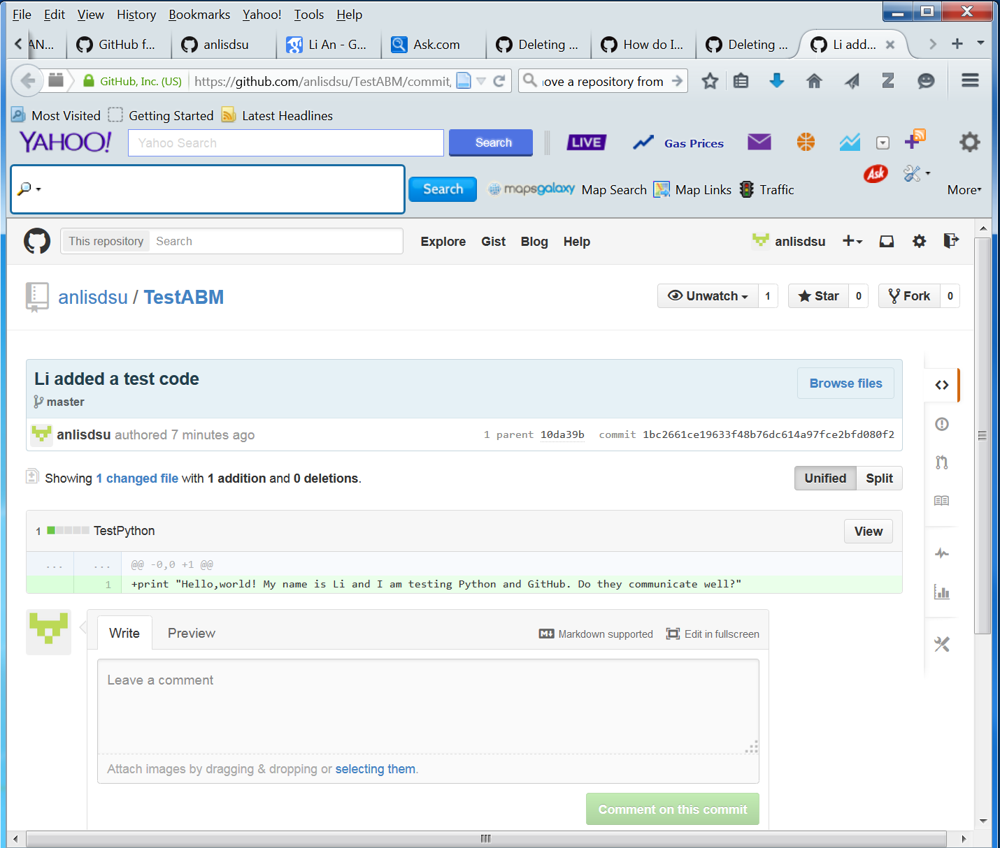 File Edit View History Bookmarks Yahoo! Tools Help
AN... GitHub f... anlisdsu Li An - G... Ask.com Deleting ... How do I... Deleting ... Li add...
GitHub, Inc. (US) https://github.com/anlisdsu/TestABM/commit, a repository from
Most Visited Getting Started Latest Headlines
YAHOO! Yahoo Search Search LIVE Gas Prices
Search mapsgalaxy Map Search Map Links Traffic Ask More
This repository Search Explore Gist Blog Help anlisdsu
anlisdsu / TestABM Unwatch 1 Star 0 Fork 0
Li added a test code Browse files
master
anlisdsu authored 7 minutes ago 1 parent 10da39b commit 1bc2661ce19633f48b76dc614a97fce2bfd080f2
Showing 1 changed file with 1 addition and 0 deletions. Unified Split
1 TestPython View
... ... @@ -0,0 +1 @@
1 +print "Hello,world! My name is Li and I am testing Python and GitHub. Do they communicate well?"
Write Preview Markdown supported Edit in fullscreen
Leave a comment
Attach images by dragging & dropping or selecting them.
Comment on this commit